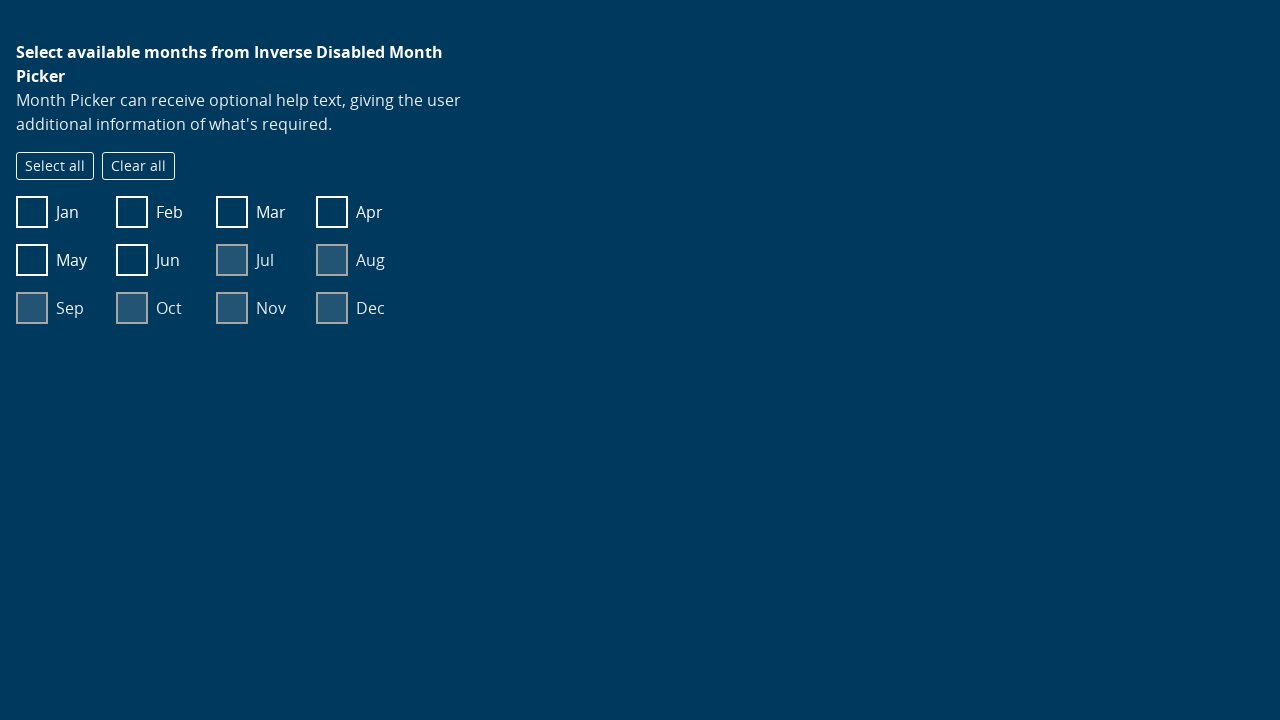 Select available months from Inverse Disabled Month
Picker
Month Picker can receive optional help text, giving the user
additional information of what's required.
Select all Clear all
Jan Feb Mar Apr
May Jun Jul Aug
Sep Oct Nov Dec